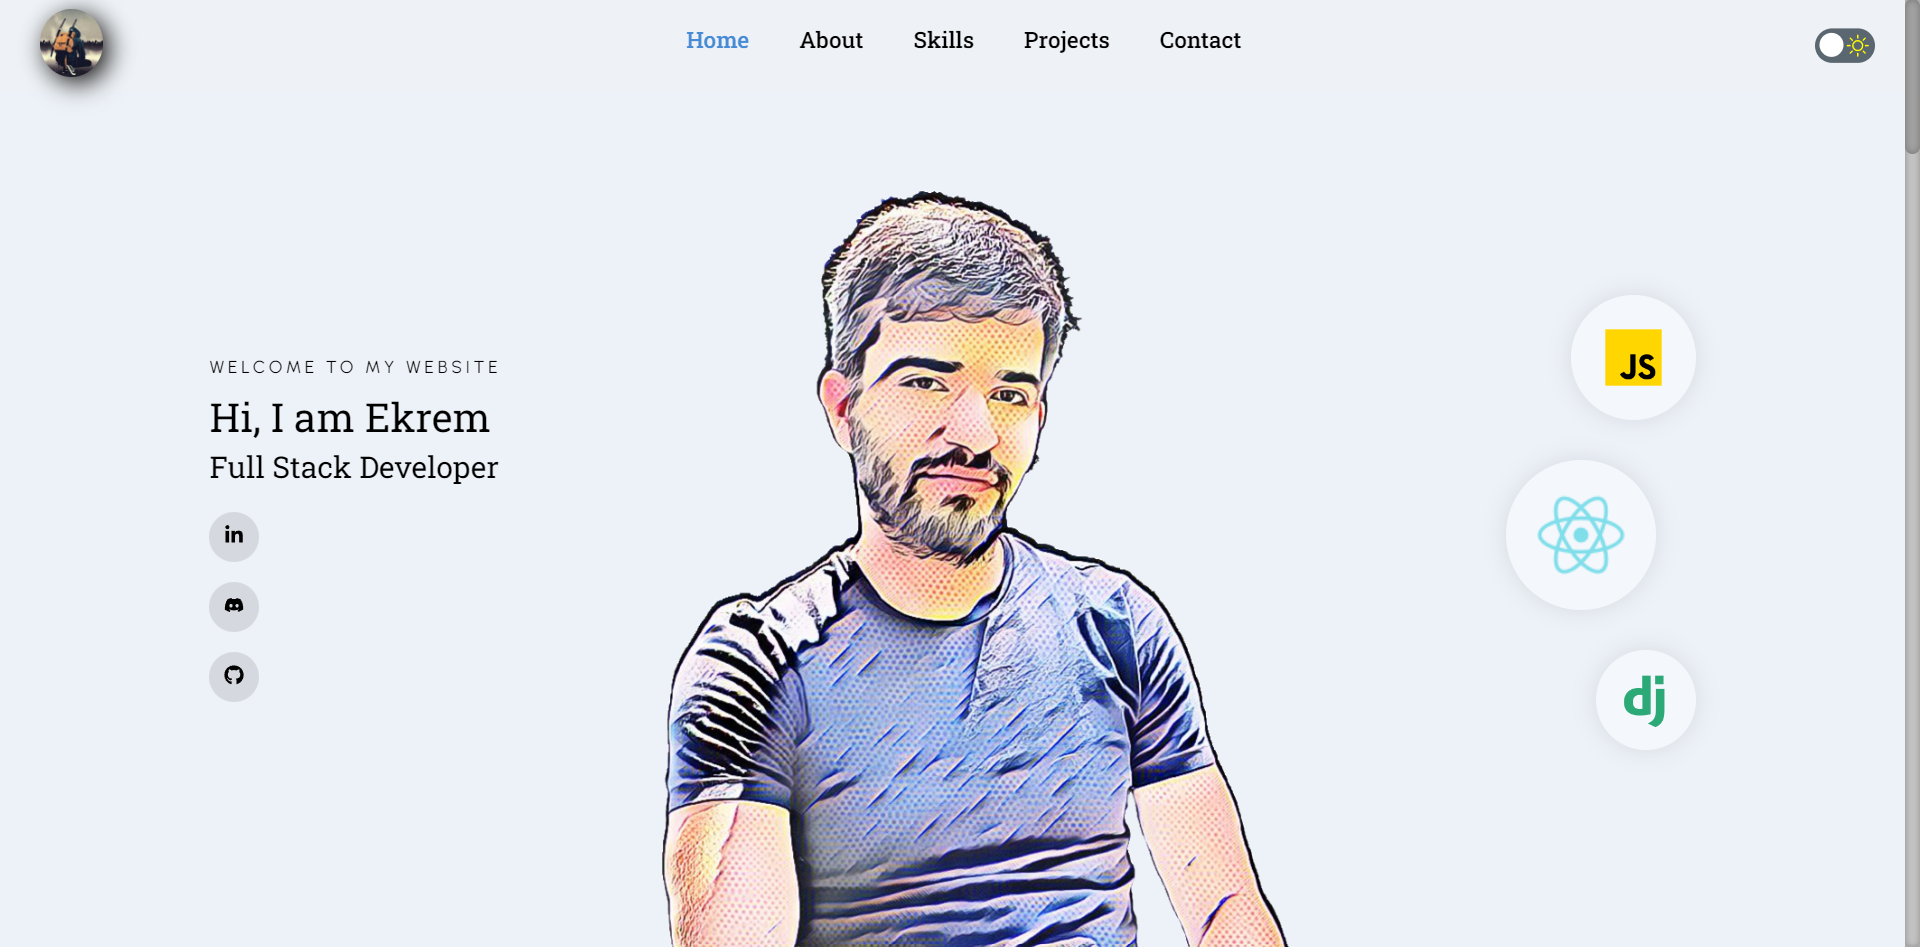 Home About Skills Projects Contact
WELCOME TO MY WEBSITE
Hi, I am Ekrem
Full Stack Developer
in
JS
dj